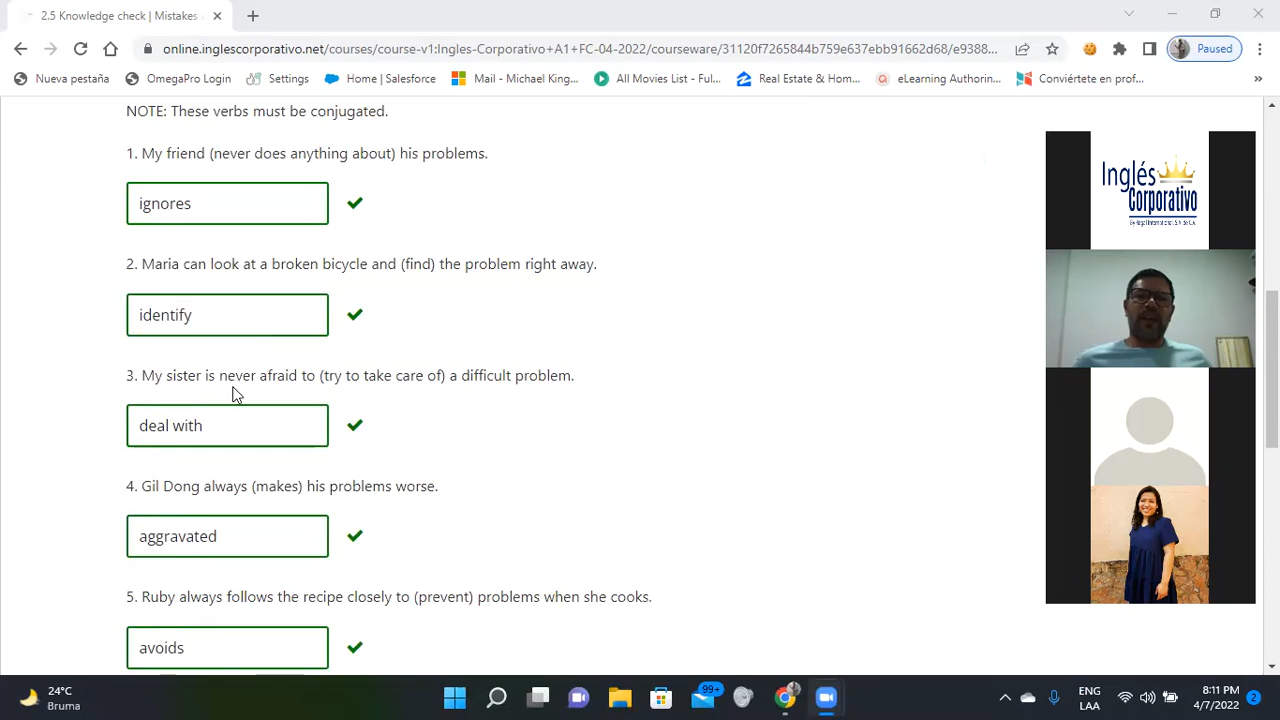 2.5 Knowledge check | Mistakes
online.inglescorporativo.net/courses/course-v1:Ingles-Corporativo+A1+FC-04-2022/courseware/31120f7265844b759e637ebb91662d68/e9388...
Paused
Nueva pestaña
OmegaPro Login
Settings
Home | Salesforce
Mail - Michael King...
All Movies List - Ful...
Real Estate & Hom...
eLearning Authorin...
Conviértete en prof...
»
NOTE: These verbs must be conjugated.
1. My friend (never does anything about) his problems.
ignores
2. Maria can look at a broken bicycle and (find) the problem right away.
identify
3. My sister is never afraid to (try to take care of) a difficult problem.
deal with
4. Gil Dong always (makes) his problems worse.
aggravated
5. Ruby always follows the recipe closely to (prevent) problems when she cooks.
avoids
Inglés
Corporativo
By Regal International, S.A. de C.V.
24°C
Bruma
99+
ENG
LAA
8:11 PM
4/7/2022
2